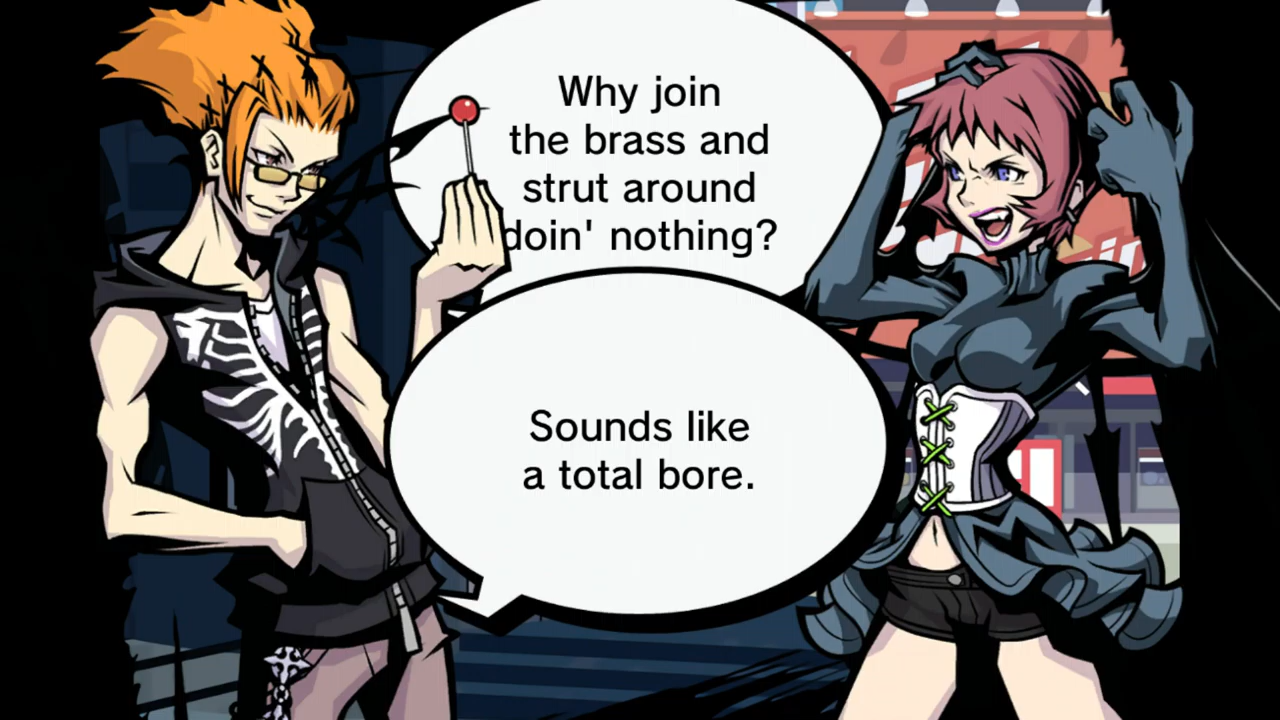 Why join
the brass and
strut around
doin' nothing?
Sounds like
a total bore.